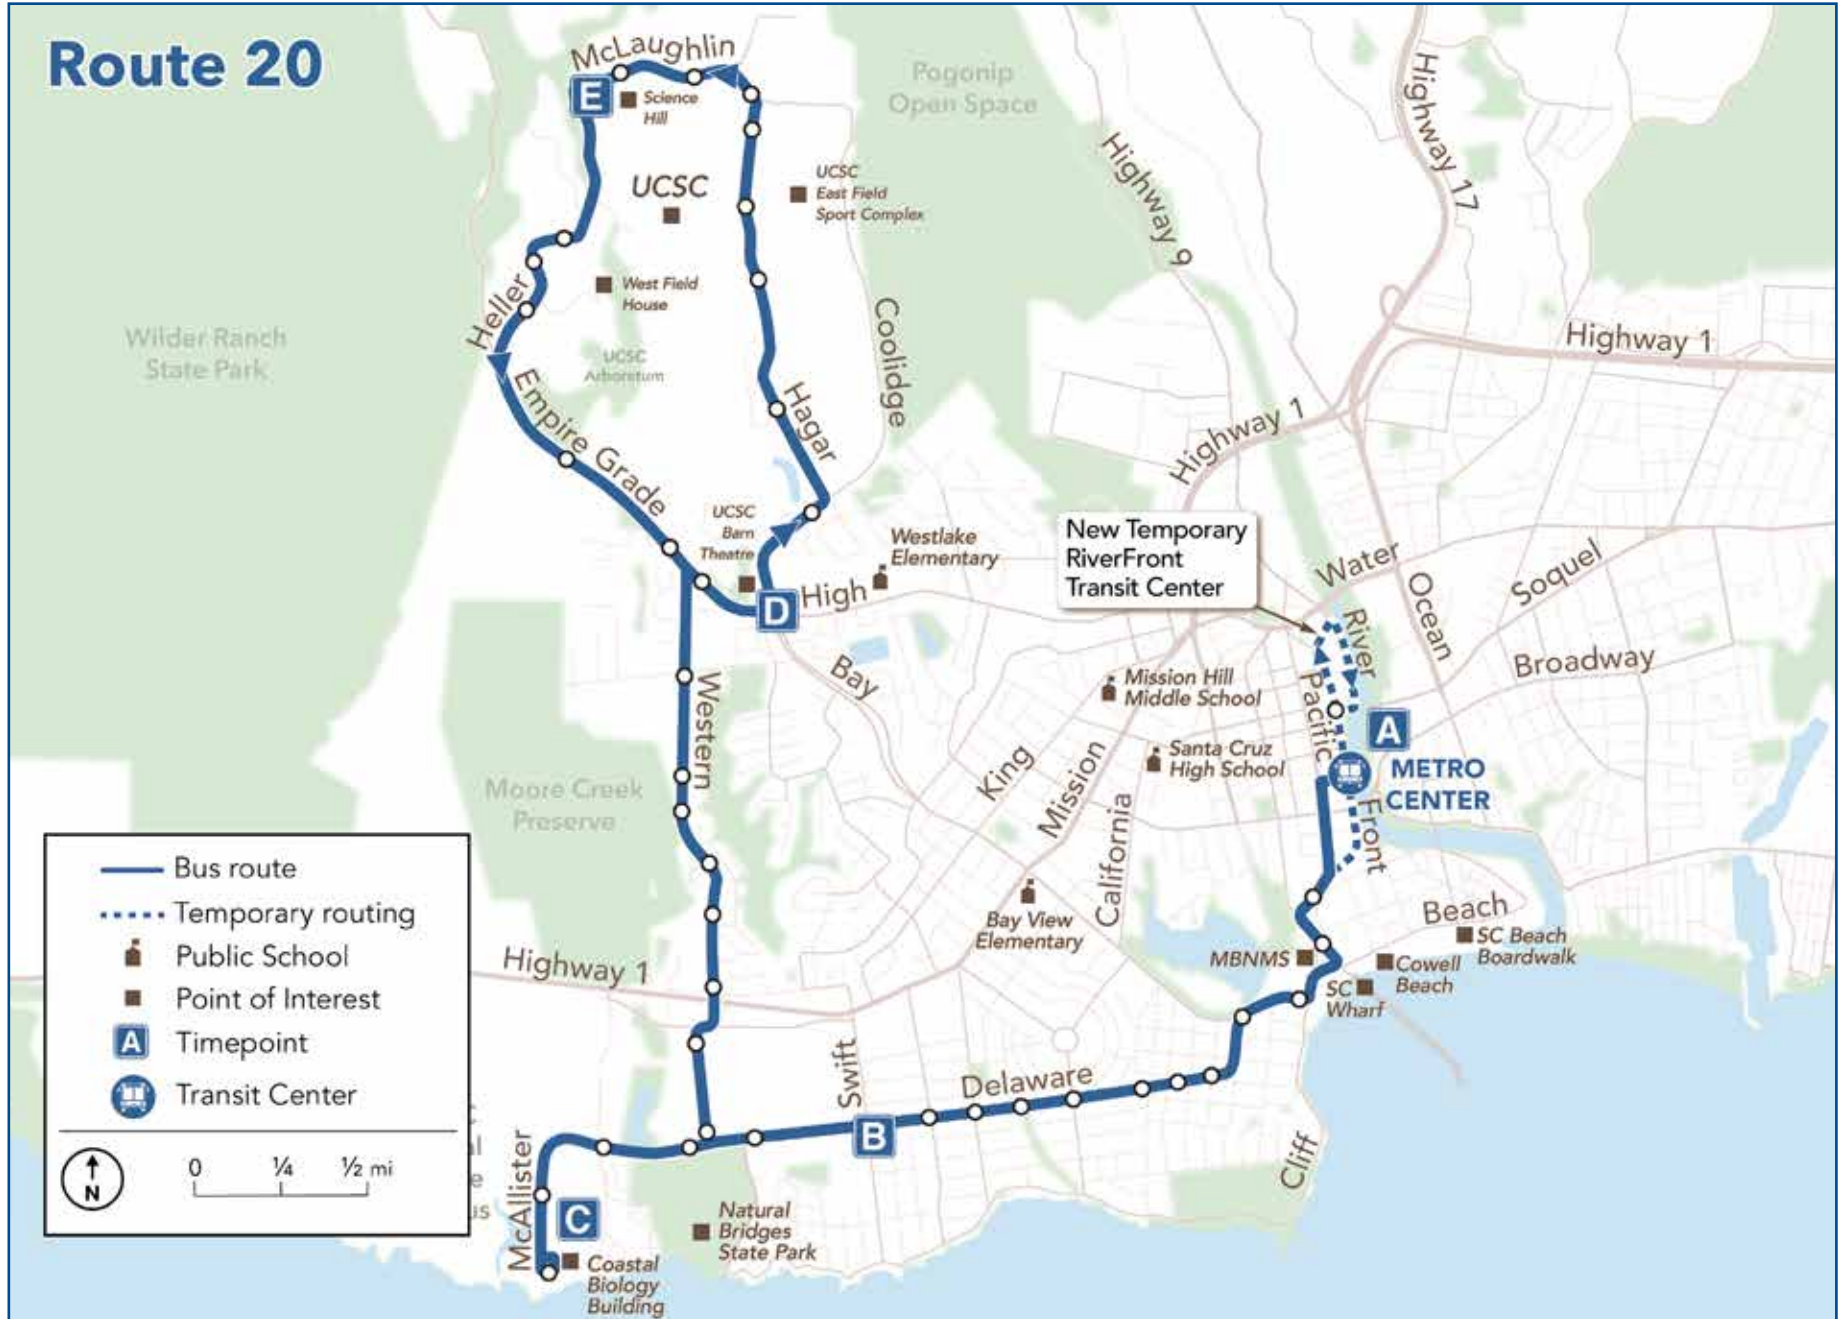 Route 20
McLaughlin
E
Science
Hill
UCSC
UCSC
East Field
Sport Complex
Pogonip
Open Space
Highway 9
Highway 17
Highway 1
Highway 1
Wilder Ranch
State Park
Heller
West Field
House
UCSC
Arboretum
Coolidge
Hagar
Empire Grade
UCSC
Barn
Theatre
Westlake
Elementary
D
High
New Temporary
RiverFront
Transit Center
Water
River
Ocean
Soquel
Broadway
Pacific
A
METRO
CENTER
Front
Bay
Western
Mission Hill
Middle School
Santa Cruz
High School
King
Mission
California
Moore Creek
Preserve
Bay View
Elementary
Highway 1
MBNMS
Beach
SC Beach
Boardwalk
Cowell
Beach
SC
Wharf
Swift
Delaware
B
Cliff
McAllister
C
Natural
Bridges
State Park
Coastal
Biology
Building
Bus route
Temporary routing
Public School
Point of Interest
A Timepoint
Transit Center
N
0 ¼ ½ mi